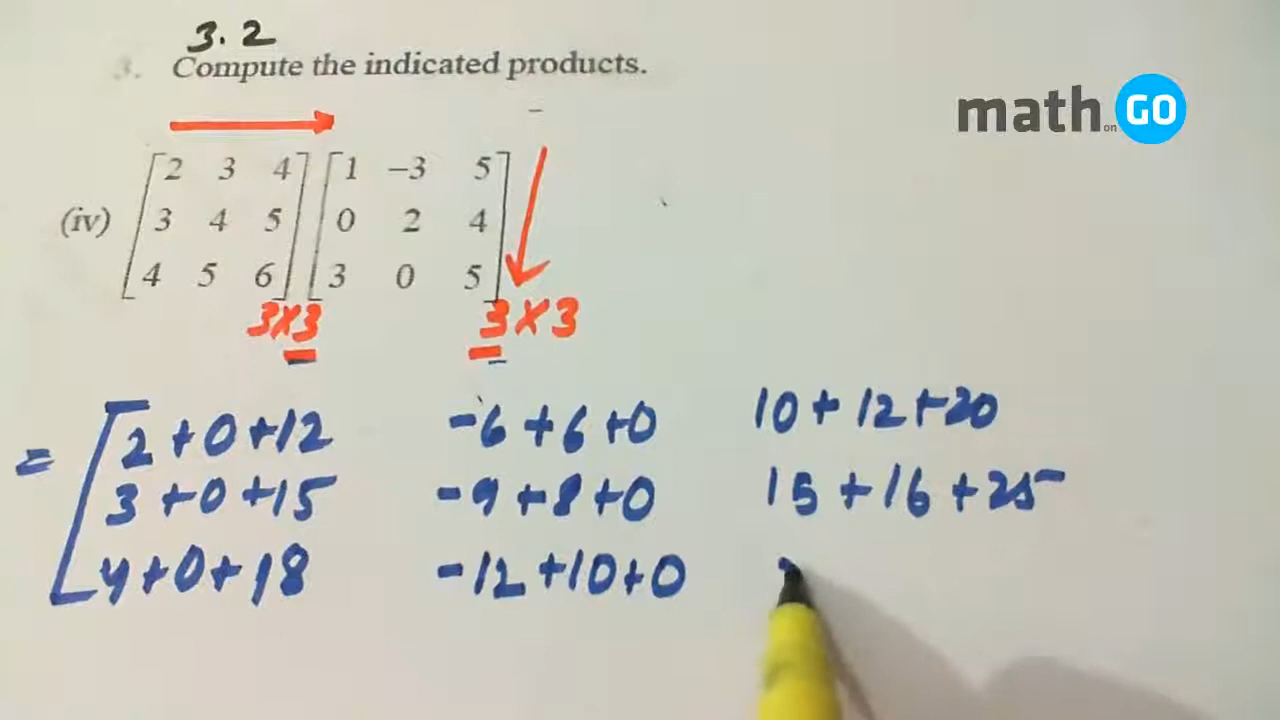 3.2
3. Compute the indicated products.
math on GO
(iv) [2 3 4] [1 -3 5]
3 4 5 0 2 4
4 5 6 3 0 5
3×3 3×3
= [2+0+12 -6+6+0 10+12+20
3+0+15 -9+8+0 15+16+25
4+0+18 -12+10+0